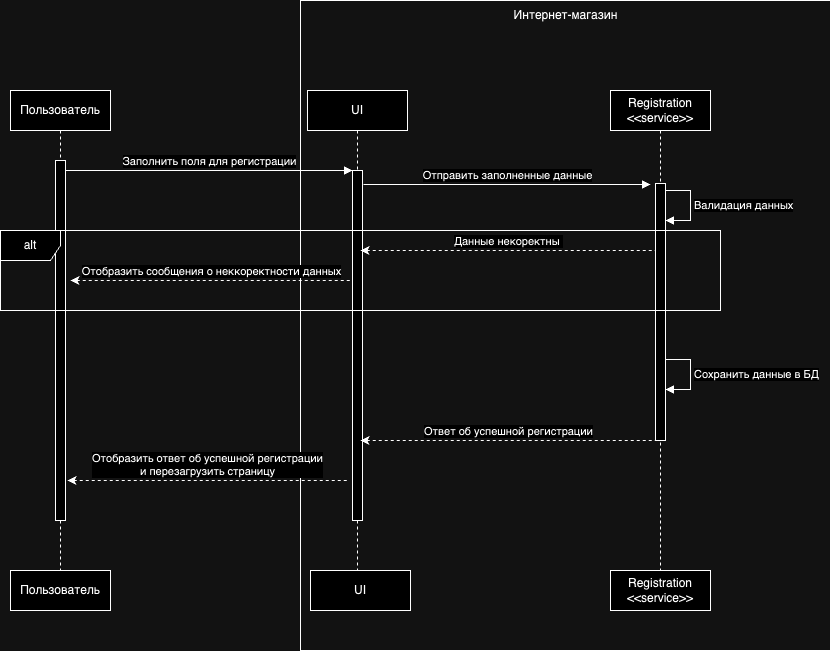 Интернет-магазин
Пользователь
UI
Registration
<<service>>
Заполнить поля для регистрации
Отправить заполненные данные
Валидация данных
alt
Данные некоректны
Отобразить сообщения о неккоректности данных
Сохранить данные в БД
Ответ об успешной регистрации
Отобразить ответ об успешной регистрации
и перезагрузить страницу
Пользователь
UI
Registration
<<service>>